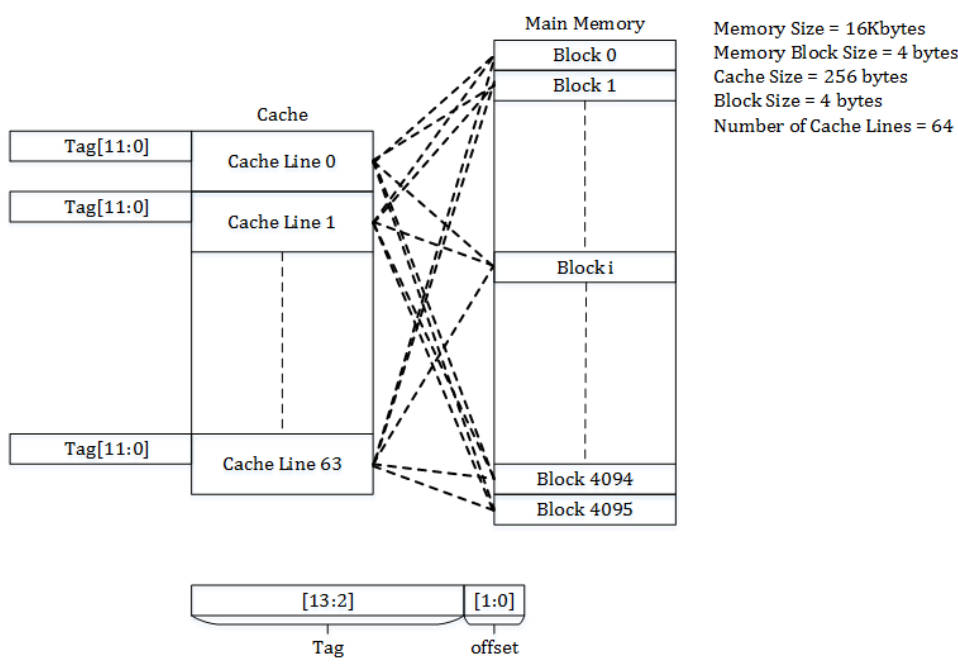 Main Memory
Memory Size = 16Kbytes
Memory Block Size = 4 bytes
Cache Size = 256 bytes
Block Size = 4 bytes
Number of Cache Lines = 64
Block 0
Block 1
Cache
Tag[11:0]
Cache Line 0
Tag[11:0]
Cache Line 1
Block i
Tag[11:0]
Cache Line 63
Block 4094
Block 4095
[13:2]
[1:0]
Tag
offset